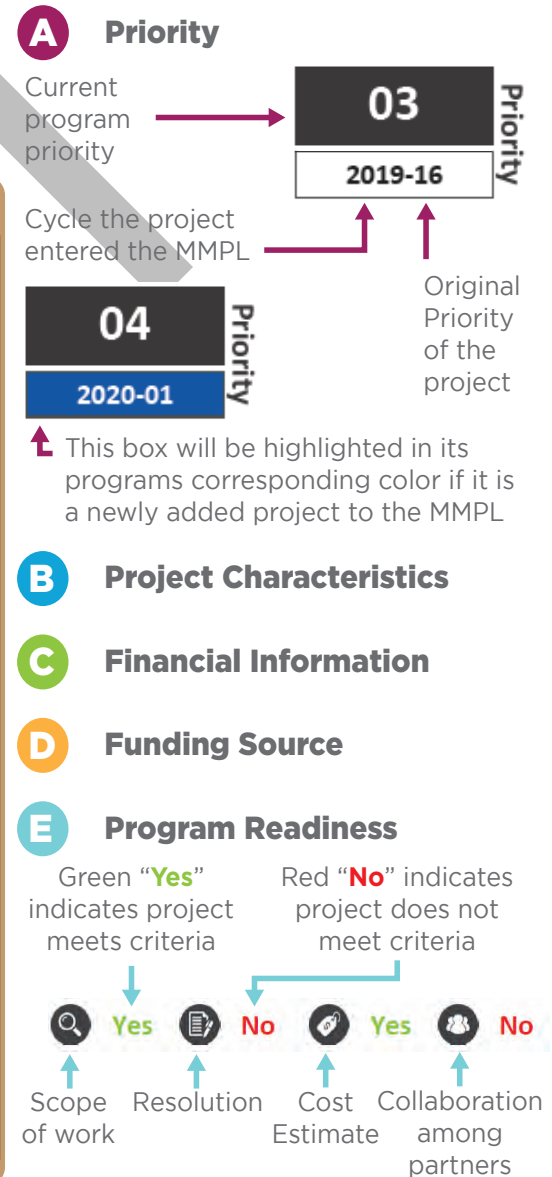 A Priority
Current
program
priority
03
2019-16
Priority
Cycle the project
entered the MMPL
Original
Priority
of the
project
04
2020-01
Priority
This box will be highlighted in its
programs corresponding color if it is
a newly added project to the MMPL
B Project Characteristics
C Financial Information
D Funding Source
E Program Readiness
Green “Yes”
indicates project
meets criteria
Red “No” indicates
project does not
meet criteria
Yes No Yes No
Scope
of work
Resolution
Cost
Estimate
Collaboration
among
partners